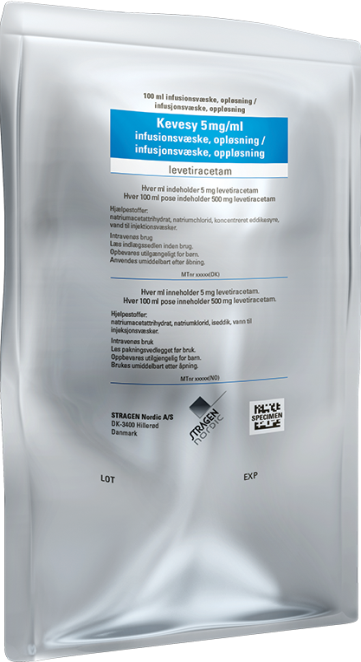 100 ml infusionsvæske, opløsning /
infusjonsvæske, oppløsning
Kevesy 5mg/ml
infusionsvæske, opløsning /
infusjonsvæske, oppløsning
levetiracetam
Hver ml indeholder 5 mg levetiracetam
Hver 100 ml pose indeholder 500 mg levetiracetam.
Hjælpestoffer:
natriumacetattrihydrat, natriumchlorid, koncentreret eddikesyre,
vand til injektionsvæsker.
Intravenøs brug
Læs indlægssedlen inden brug.
Opbevares utilgængeligt for børn.
Anvendes umiddelbart efter åbning.
MTnr xxxxx(DK)
Hver ml inneholder 5 mg levetiracetam.
Hver 100 ml pose inneholder 500 mg levetiracetam.
Hjelpestoffer:
natriumacetattrihydrat, natriumklorid, iseddik, vann til
injeksjonsvæsker.
Intravenøs bruk
Les pakningsvedlegget før bruk.
Oppbevares utilgjengelig for barn.
Brukes umiddelbart etter åpning.
MTnr xxxxx(NO)
STRAGEN Nordic A/S
DK-3400 Hillerød
Danmark
STRAGEN
nordic
SPECIMEN
LOT
EXP